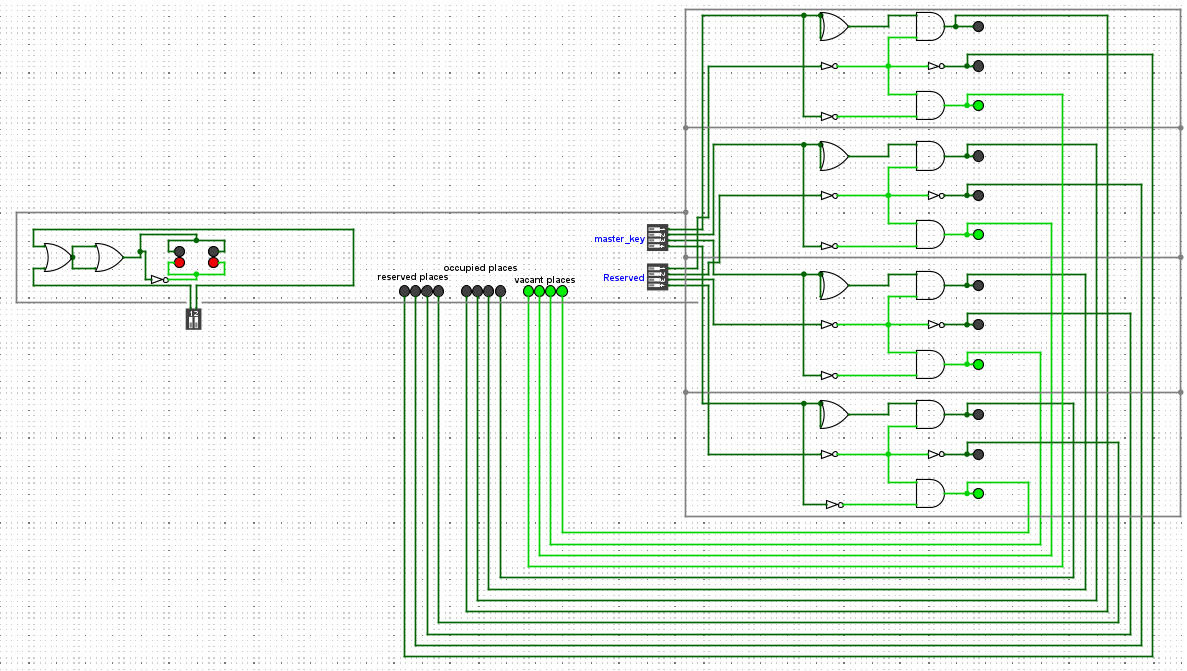 master_key
occupied places
reserved places
vacant places
Reserved